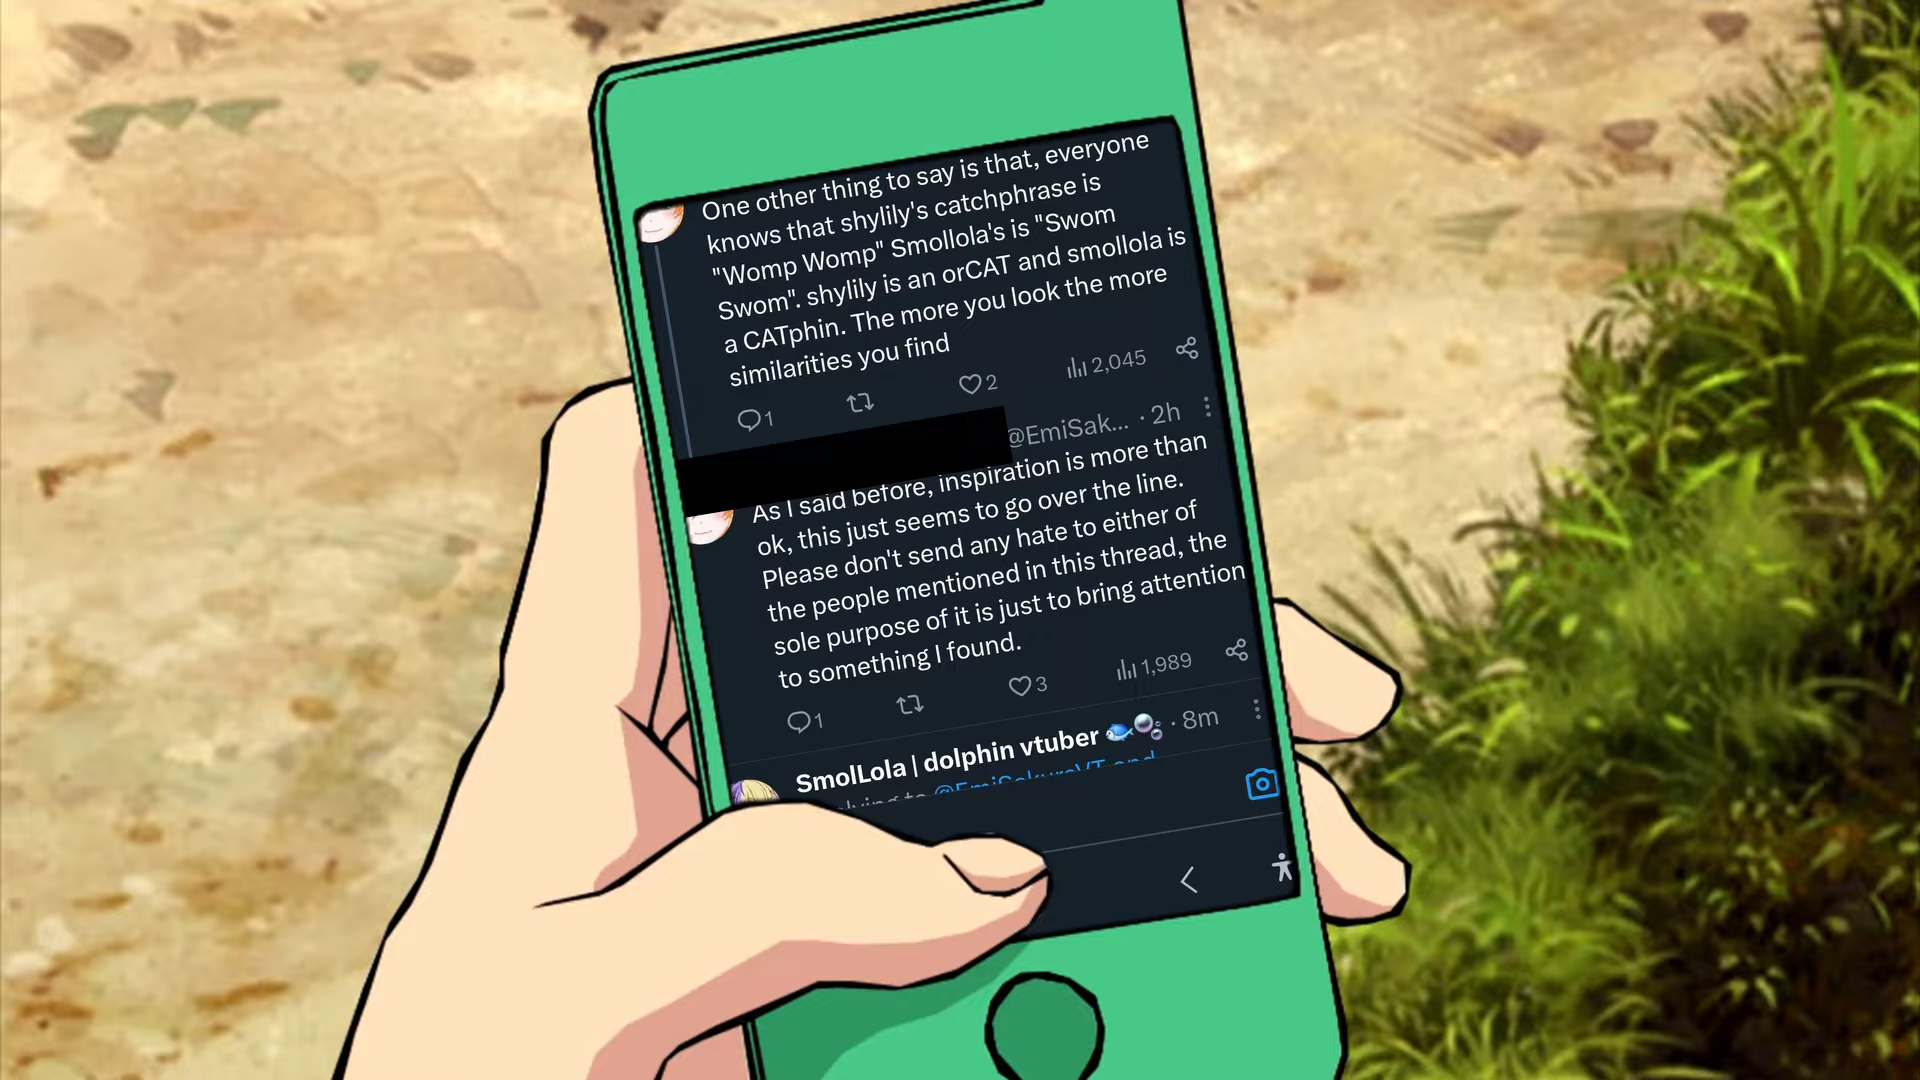 One other thing to say is that, everyone
knows that shylily's catchphrase is
"Womp Womp" Smollola's is "Swom
Swom". shylily is an orCAT and smollola is
a CATphin. The more you look the more
similarities you find
1 2 2,045
@EmiSak... · 2h
As I said before, inspiration is more than
ok, this just seems to go over the line.
Please don't send any hate to either of
the people mentioned in this thread, the
sole purpose of it is just to bring attention
to something I found.
1 3 1,989
SmolLola | dolphin vtuber 🐟🫧 · 8m
@EmiSakuraVT and